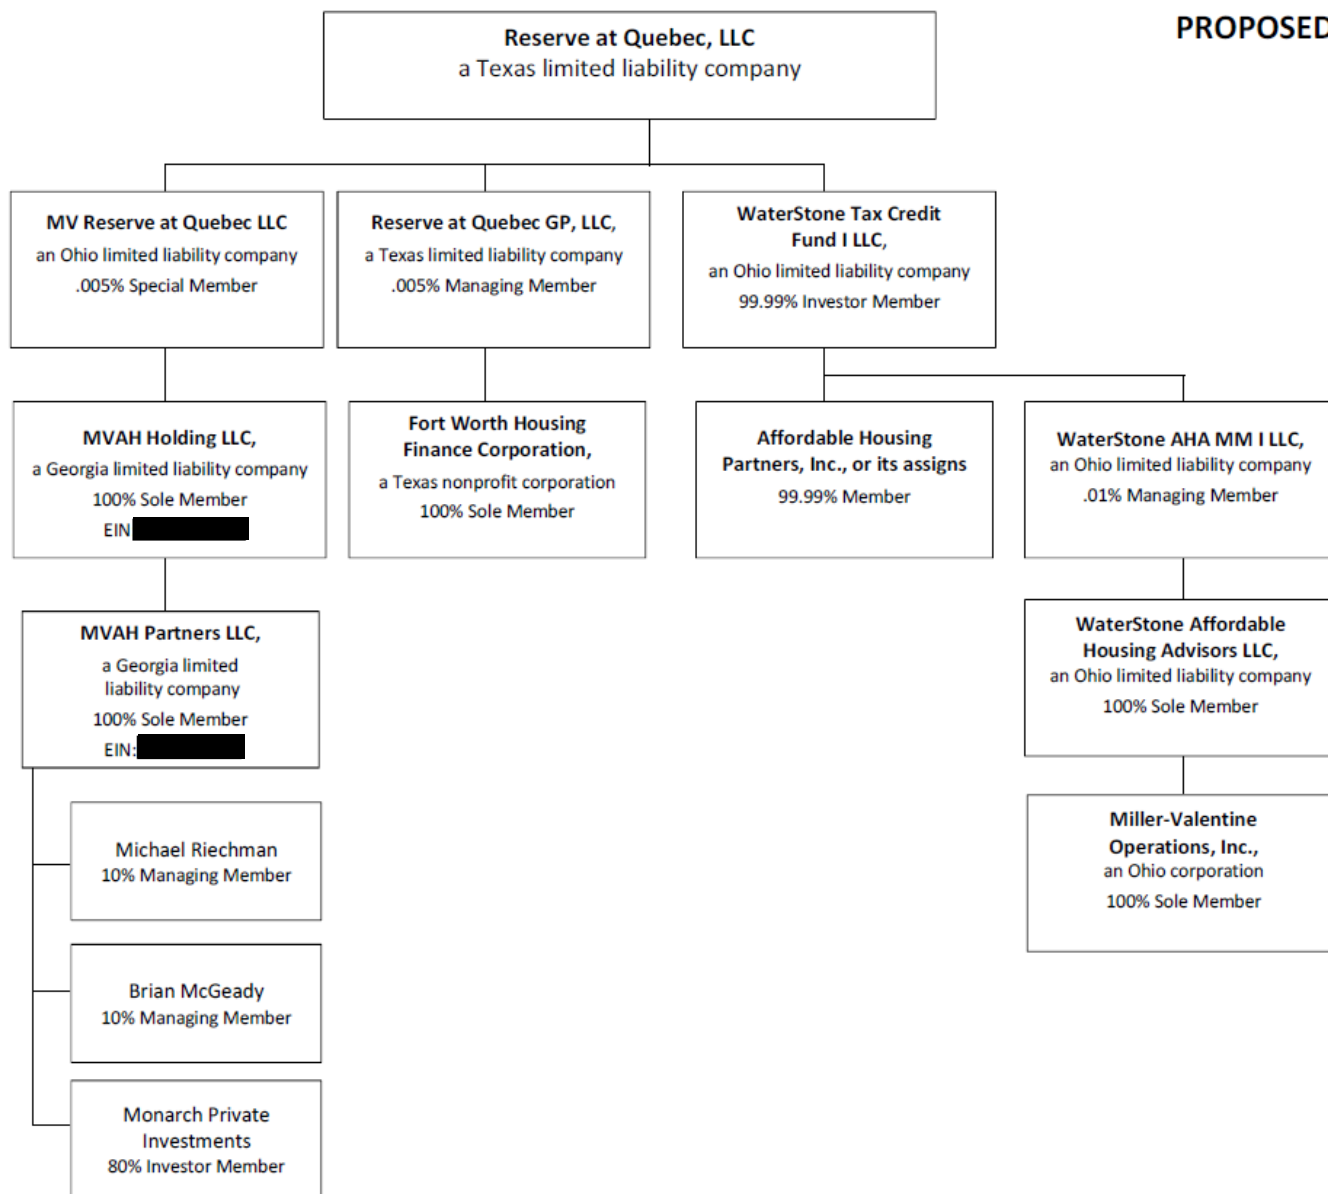 PROPOSED
Reserve at Quebec, LLC
a Texas limited liability company
MV Reserve at Quebec LLC
an Ohio limited liability company
.005% Special Member
Reserve at Quebec GP, LLC,
a Texas limited liability company
.005% Managing Member
WaterStone Tax Credit
Fund I LLC,
an Ohio limited liability company
99.99% Investor Member
MVAH Holding LLC,
a Georgia limited liability company
100% Sole Member
EIN
Fort Worth Housing
Finance Corporation,
a Texas nonprofit corporation
100% Sole Member
Affordable Housing
Partners, Inc., or its assigns
99.99% Member
WaterStone AHA MM I LLC,
an Ohio limited liability company
.01% Managing Member
MVAH Partners LLC,
a Georgia limited
liability company
100% Sole Member
EIN:
WaterStone Affordable
Housing Advisors LLC,
an Ohio limited liability company
100% Sole Member
Michael Riechman
10% Managing Member
Miller-Valentine
Operations, Inc.,
an Ohio corporation
100% Sole Member
Brian McGeady
10% Managing Member
Monarch Private
Investments
80% Investor Member